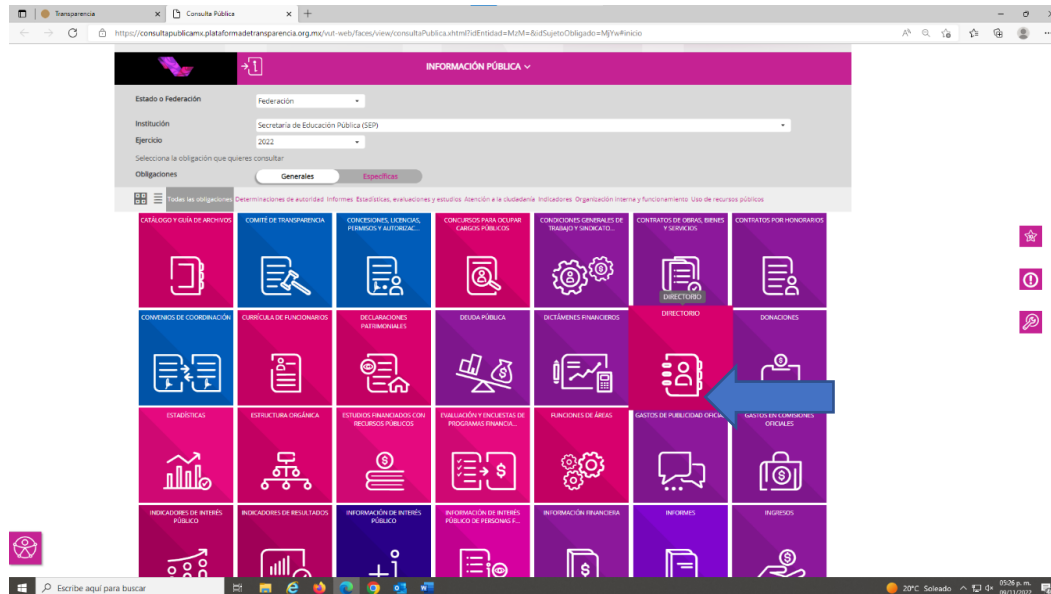 Transparencia
Consulta Pública
https://consultapublicamx.plataformadetransparencia.org.mx/vut-web/faces/view/consultaPublica.xhtml?idEntidad=MzM=&idSujetoObligado=MjYw#inicio
INFORMACIÓN PÚBLICA
Estado o Federación
Federación
Institución
Secretaría de Educación Pública (SEP)
Ejercicio
2022
Selecciona la obligación que quieres consultar
Obligaciones
Generales
Específicas
Todas las obligaciones Determinaciones de autoridad Informes Estadísticas, evaluaciones y estudios Atención a la ciudadanía Indicadores Organización interna y funcionamiento Uso de recursos públicos
CATÁLOGO Y GUÍA DE ARCHIVOS
COMITÉ DE TRANSPARENCIA
CONCESIONES, LICENCIAS,
PERMISOS Y AUTORIZAC...
CONCURSOS PARA OCUPAR
CARGOS PÚBLICOS
CONDICIONES GENERALES DE
TRABAJO Y SINDICATO...
CONTRATOS DE OBRAS, BIENES
Y SERVICIOS
CONTRATOS POR HONORARIOS
DIRECTORIO
CONVENIOS DE COORDINACIÓN
CURRÍCULA DE FUNCIONARIOS
DECLARACIONES
PATRIMONIALES
DEUDA PÚBLICA
DICTÁMENES FINANCIEROS
DIRECTORIO
DONACIONES
ESTADÍSTICAS
ESTRUCTURA ORGÁNICA
ESTUDIOS FINANCIADOS CON
RECURSOS PÚBLICOS
EVALUACIÓN Y ENCUESTAS DE
PROGRAMAS FINANCIA...
FUNCIONES DE ÁREAS
GASTOS DE PUBLICIDAD OFICIAL
GASTOS EN COMISIONES
OFICIALES
INDICADORES DE INTERÉS
PÚBLICO
INDICADORES DE RESULTADOS
INFORMACIÓN DE INTERÉS
PÚBLICO
INFORMACIÓN DE INTERÉS
PÚBLICO DE PERSONAS F...
INFORMACIÓN FINANCIERA
INFORMES
INGRESOS
Escribe aquí para buscar
20°C Soleado
05:26 p. m.
09/11/2022